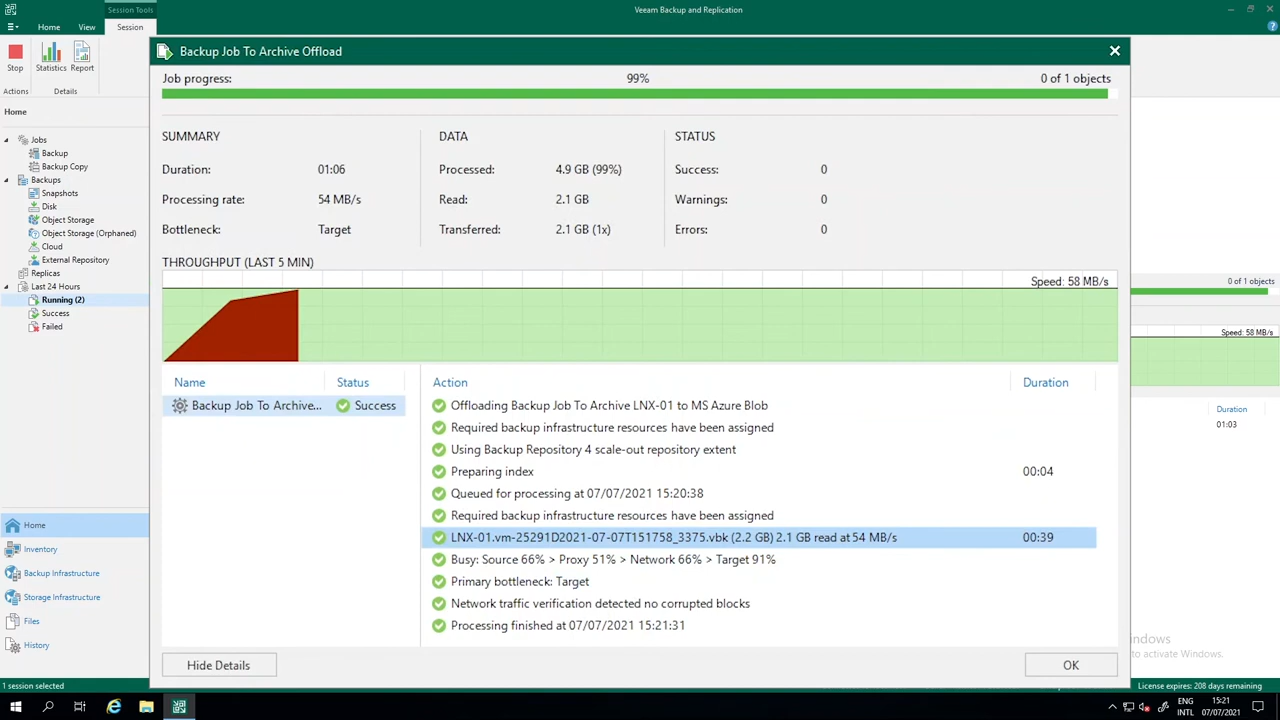 Session Tools
Veeam Backup and Replication
Home
View
Session
Stop
Statistics
Report
Actions
Details
Home
Jobs
Backup
Backup Copy
Backups
Snapshots
Disk
Object Storage
Object Storage (Orphaned)
Cloud
External Repository
Replicas
Last 24 Hours
Running (2)
Success
Failed
Home
Inventory
Backup Infrastructure
Storage Infrastructure
Files
History
1 session selected
Backup Job To Archive Offload
Job progress:
99%
0 of 1 objects
SUMMARY
Duration: 01:06
Processing rate: 54 MB/s
Bottleneck: Target
DATA
Processed: 4.9 GB (99%)
Read: 2.1 GB
Transferred: 2.1 GB (1x)
STATUS
Success: 0
Warnings: 0
Errors: 0
THROUGHPUT (LAST 5 MIN)
Speed: 58 MB/s
Name Status
Backup Job To Archive... Success
Action Duration
Offloading Backup Job To Archive LNX-01 to MS Azure Blob
Required backup infrastructure resources have been assigned
Using Backup Repository 4 scale-out repository extent
Preparing index 00:04
Queued for processing at 07/07/2021 15:20:38
Required backup infrastructure resources have been assigned
LNX-01.vm-25291D2021-07-07T151758_3375.vbk (2.2 GB) 2.1 GB read at 54 MB/s 00:39
Busy: Source 66% > Proxy 51% > Network 66% > Target 91%
Primary bottleneck: Target
Network traffic verification detected no corrupted blocks
Processing finished at 07/07/2021 15:21:31
Hide Details
OK
0 of 1 objects
Speed: 58 MB/s
Duration
01:03
indows
to activate Windows.
License expires: 208 days remaining
ENG
INTL
15:21
07/07/2021